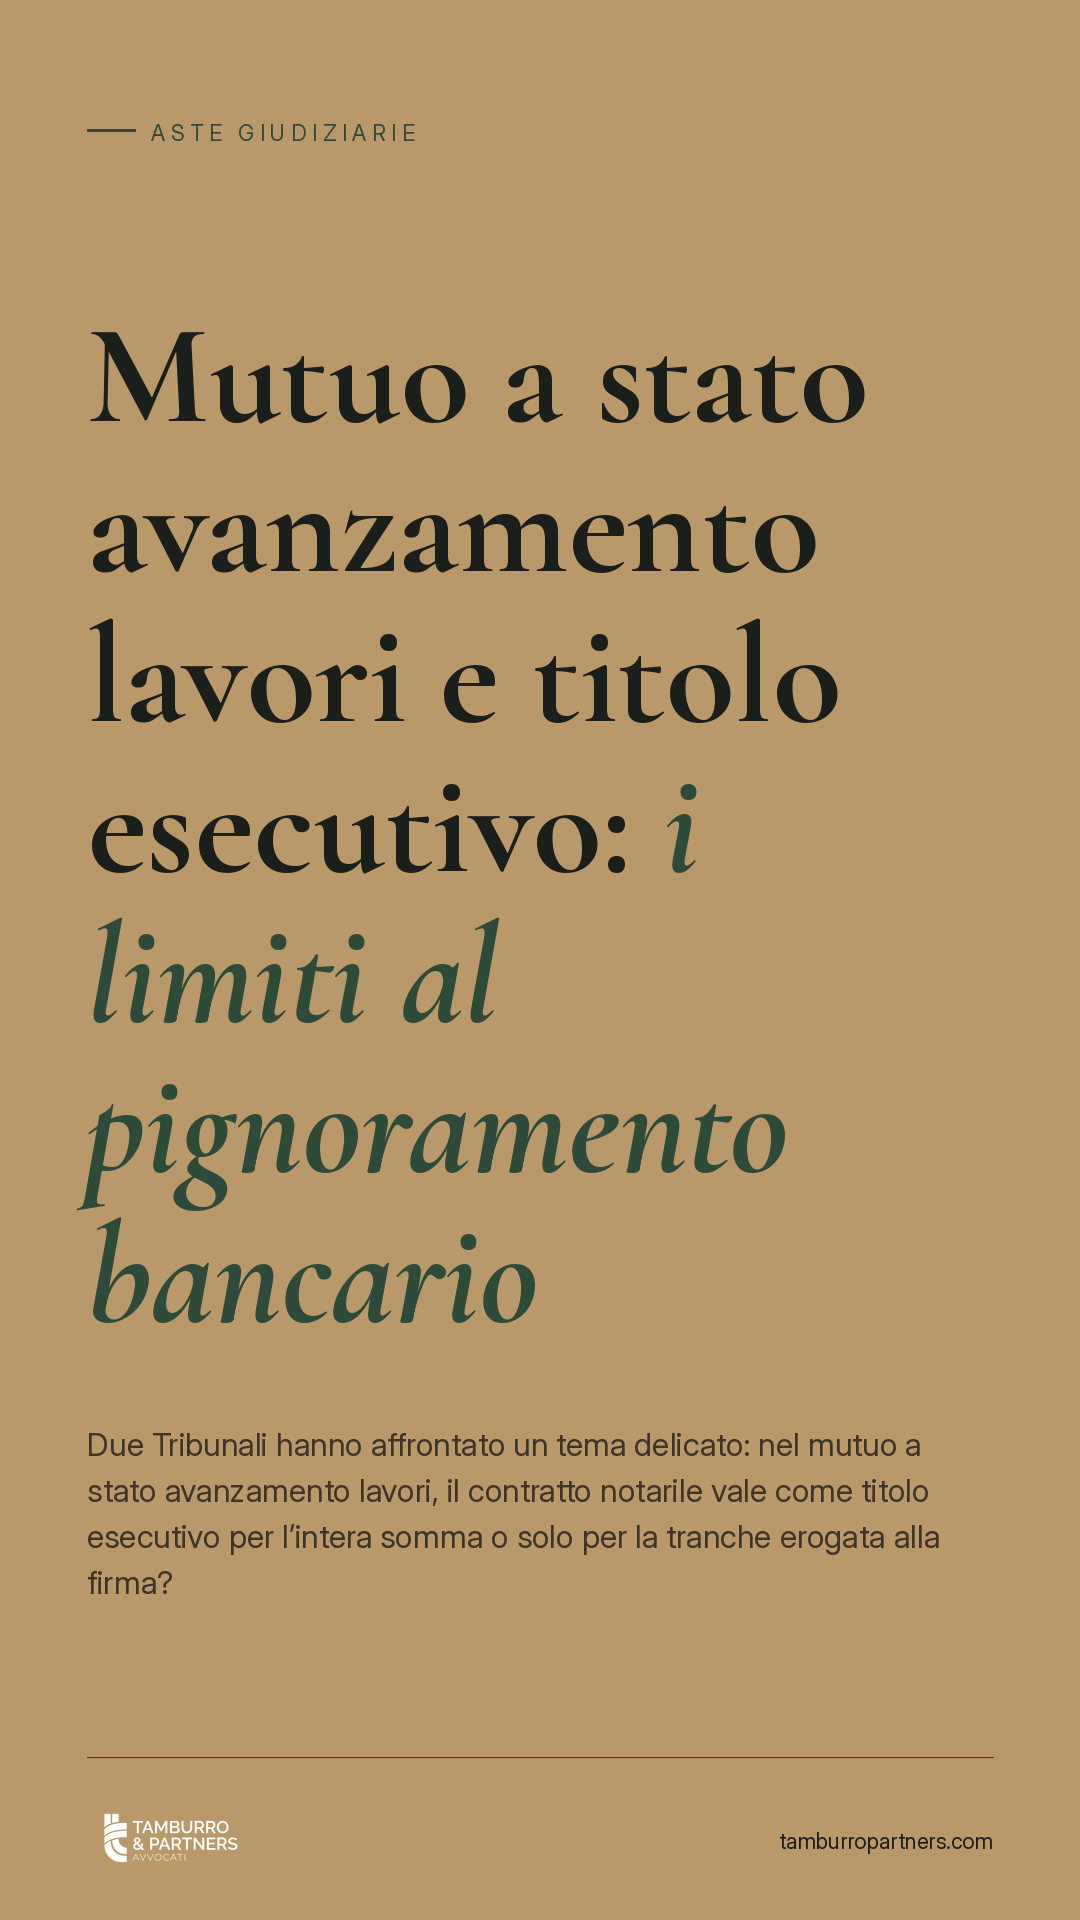 ASTE GIUDIZIARIE
Mutuo a stato
avanzamento
lavori e titolo
esecutivo: i
limiti al
pignoramento
bancario
Due Tribunali hanno affrontato un tema delicato: nel mutuo a
stato avanzamento lavori, il contratto notarile vale come titolo
esecutivo per l’intera somma o solo per la tranche erogata alla
firma?
TAMBURRO
& PARTNERS
AVVOCATI
tamburropartners.com